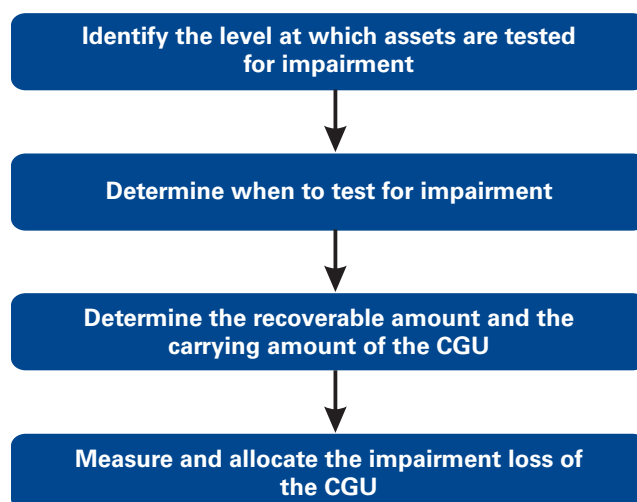 Identify the level at which assets are tested
for impairment
Determine when to test for impairment
Determine the recoverable amount and the
carrying amount of the CGU
Measure and allocate the impairment loss of
the CGU